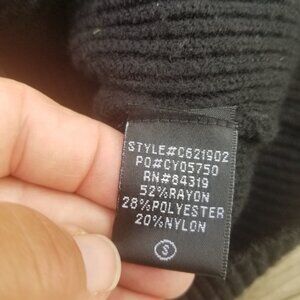 STYLE#C621902
PO#CY05750
RN#84319
52%RAYON
28%POLYESTER
20%NYLON
S